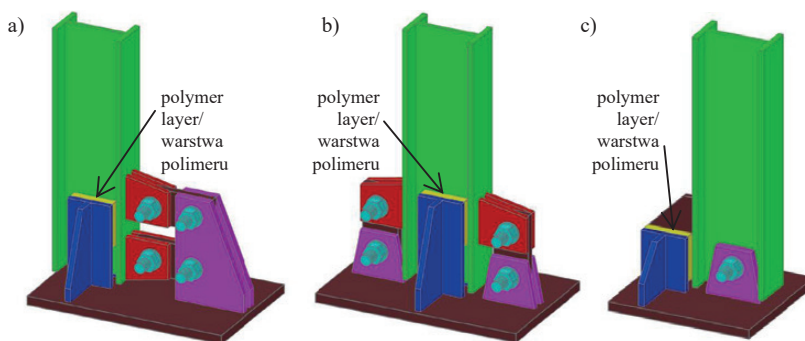 a)
polymer
layer/
warstwa
polimeru
b)
polymer
layer/
warstwa
polimeru
c)
polymer
layer/
warstwa
polimeru